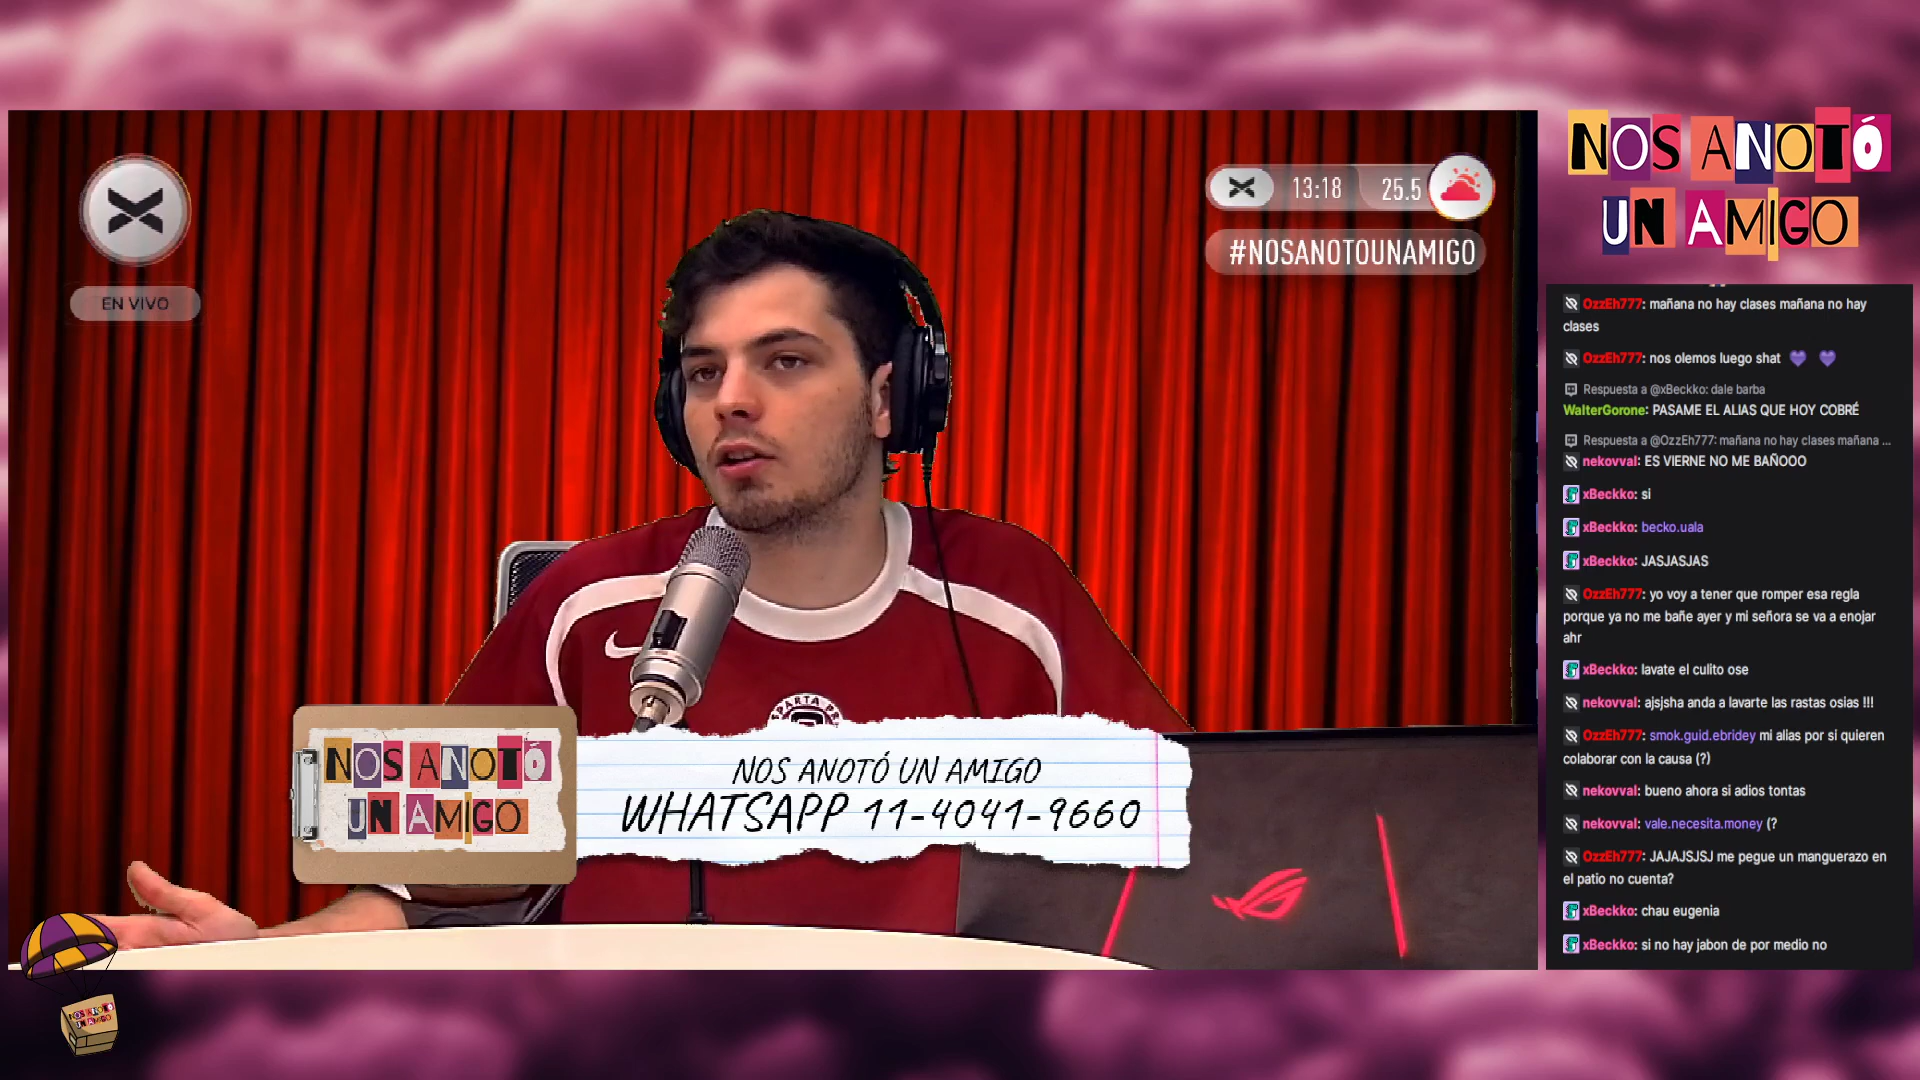 EN VIVO
13:18
25.5
#NOSANOTOUNAMIGO
SPARTA PR
NOS ANOTÓ
UN AMIGO
NOS ANOTÓ UN AMIGO
WHATSAPP 11-4041-9660
NOS ANOTÓ
UN AMIGO
NOS ANOTÓ
UN AMIGO
OzzEh777: mañana no hay clases mañana no hay
clases
OzzEh777: nos olemos luego shat 💜 💜
Respuesta a @xBeckko: dale barba
WalterGorone: PASAME EL ALIAS QUE HOY COBRÉ
Respuesta a @OzzEh777: mañana no hay clases mañana ...
nekovval: ES VIERNE NO ME BAÑOOO
xBeckko: si
xBeckko: becko.uala
xBeckko: JASJASJAS
OzzEh777: yo voy a tener que romper esa regla
porque ya no me bañe ayer y mi señora se va a enojar
ahr
xBeckko: lavate el culito ose
nekovval: ajsjsha anda a lavarte las rastas osias !!!
OzzEh777: smok.guid.ebridey mi alias por si quieren
colaborar con la causa (?)
nekovval: bueno ahora si adios tontas
nekovval: vale.necesita.money (?
OzzEh777: JAJAJSJSJ me pegue un manguerazo en
el patio no cuenta?
xBeckko: chau eugenia
xBeckko: si no hay jabon de por medio no